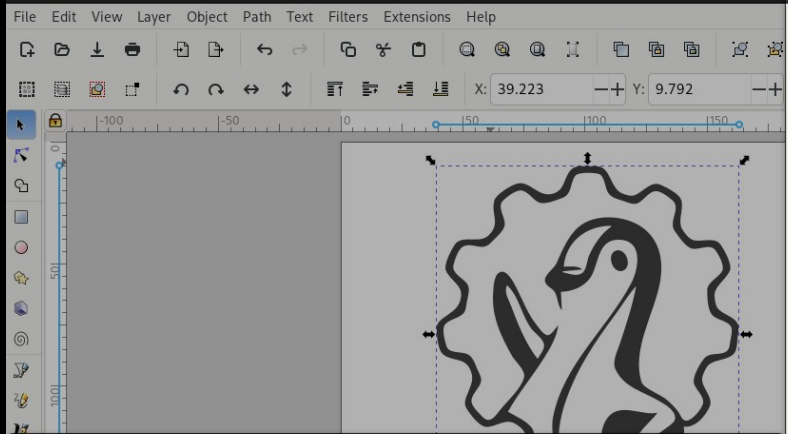 File Edit View Layer Object Path Text Filters Extensions Help
X: 39.223 Y: 9.792
-100 -50 0 50 100 150
0
50
100